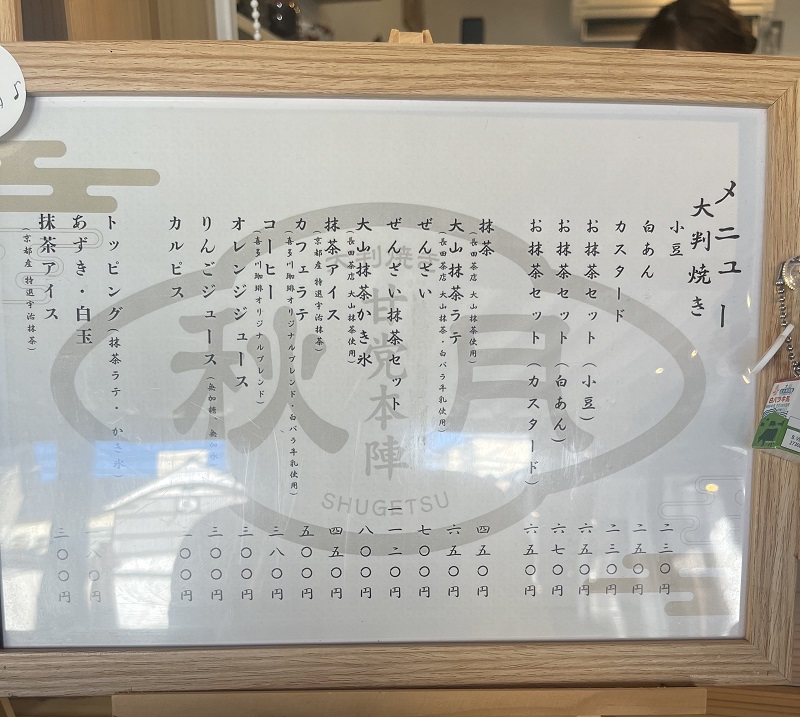 メニュー
大判焼き
小豆 二三〇円
白あん 二五〇円
カスタード 二三〇円
お抹茶セット（小豆） 六五〇円
お抹茶セット（白あん） 六七〇円
お抹茶セット（カスタード） 六五〇円
抹茶 四五〇円
（長田茶店 大山抹茶使用）
大山抹茶ラテ 六五〇円
（長田茶店 大山抹茶・白バラ牛乳使用）
ぜんざい 七〇〇円
ぜんざい抹茶セット 一一二〇円
大山抹茶かき氷 八〇〇円
（長田茶店 大山抹茶使用）
抹茶アイス 四五〇円
（京都産 特選宇治抹茶）
カフェラテ 五〇〇円
（喜多川珈琲オリジナルブレンド・白バラ牛乳使用）
コーヒー 三八〇円
（喜多川珈琲オリジナルブレンド）
オレンジジュース 三〇〇円
りんごジュース（無加糖、無加水） 三〇〇円
カルピス 〇〇円
トッピング（抹茶ラテ・かき氷）
あずき・白玉 〇円
抹茶アイス 三〇〇円
（京都産 特選宇治抹茶）
大判焼き
甘党本陣
秋月
SHUGETSU